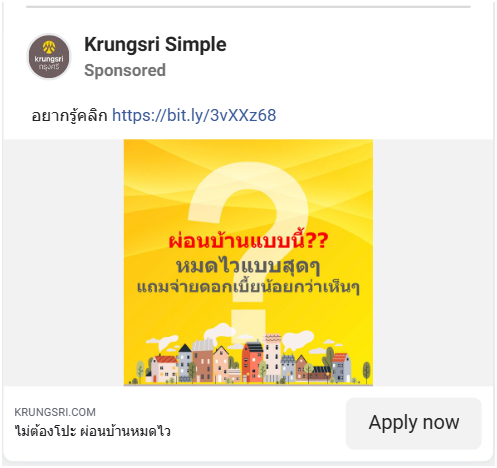 krungsri
กรุงศรี
Krungsri Simple
Sponsored
อยากรู้คลิก https://bit.ly/3vXXz68
?
ผ่อนบ้านแบบนี้??
หมดไวแบบสุดๆ
แถมจ่ายดอกเบี้ยน้อยกว่าเห็นๆ
KRUNGSRI.COM
ไม่ต้องโปะ ผ่อนบ้านหมดไว
Apply now